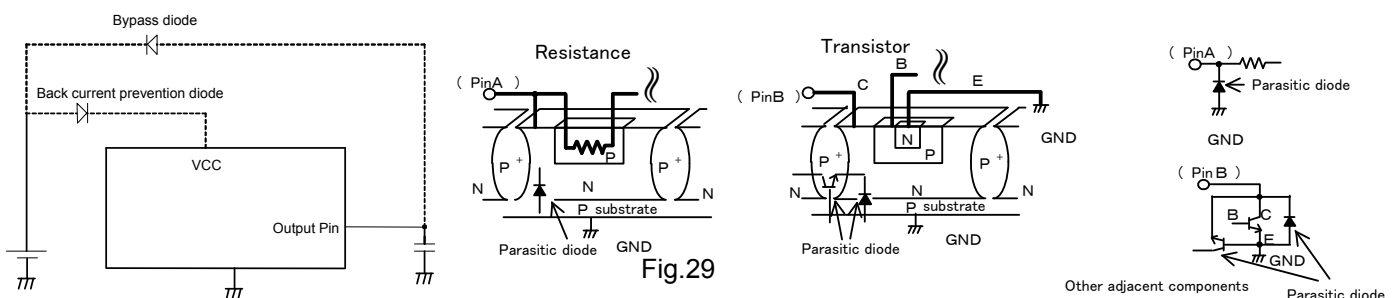 Bypass diode
Back current prevention diode
VCC
Output Pin
Resistance
( PinA )
P+
P
P+
N
N
N
P substrate
Parasitic diode
GND
Fig.29
Transistor
( PinB )
C
B
E
GND
P+
N
P
P+
N
N
N
P substrate
Parasitic diode
GND
( PinA )
Parasitic diode
GND
( PinB )
B
C
E
GND
Other adjacent components
Parasitic diode